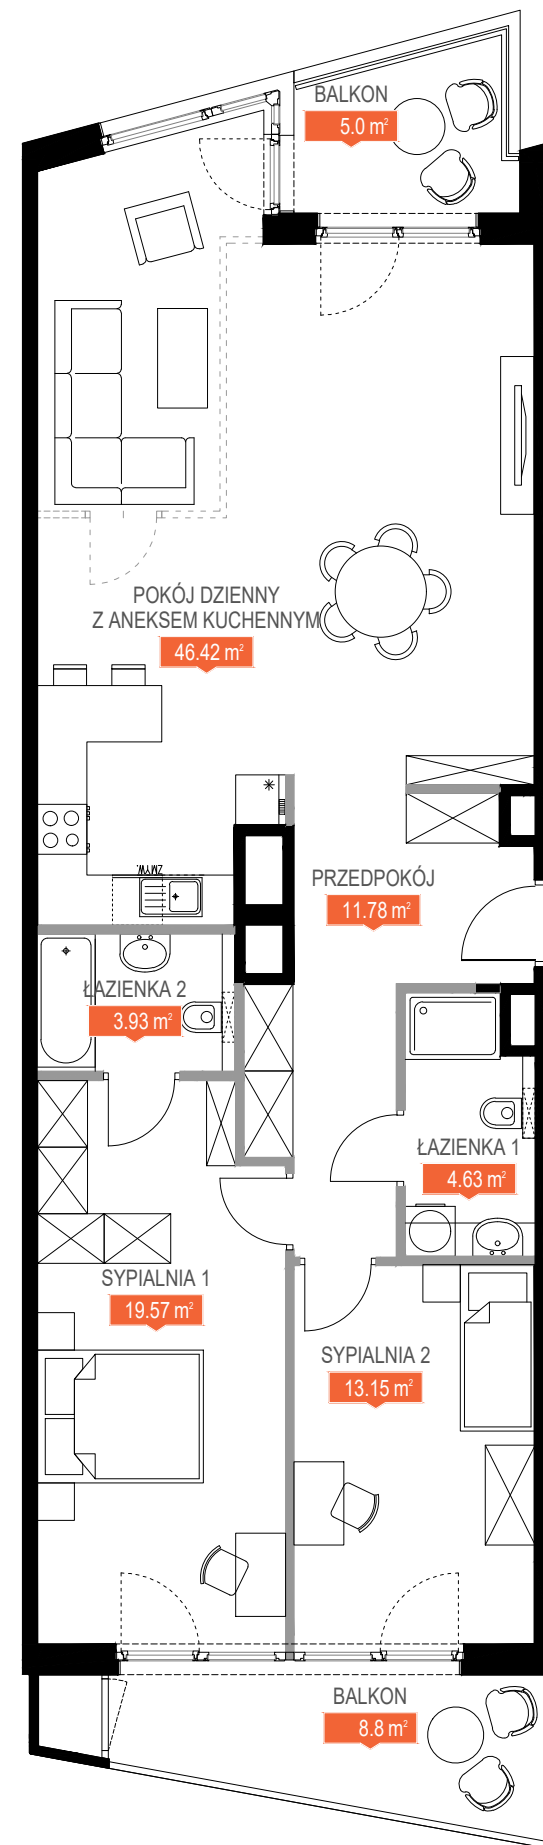 BALKON
5.0 m²
POKÓJ DZIENNY
Z ANEKSEM KUCHENNYM
46.42 m²
ZMYW.
PRZEDPOKÓJ
11.78 m²
ŁAZIENKA 2
3.93 m²
ŁAZIENKA 1
4.63 m²
SYPIALNIA 1
19.57 m²
SYPIALNIA 2
13.15 m²
BALKON
8.8 m²